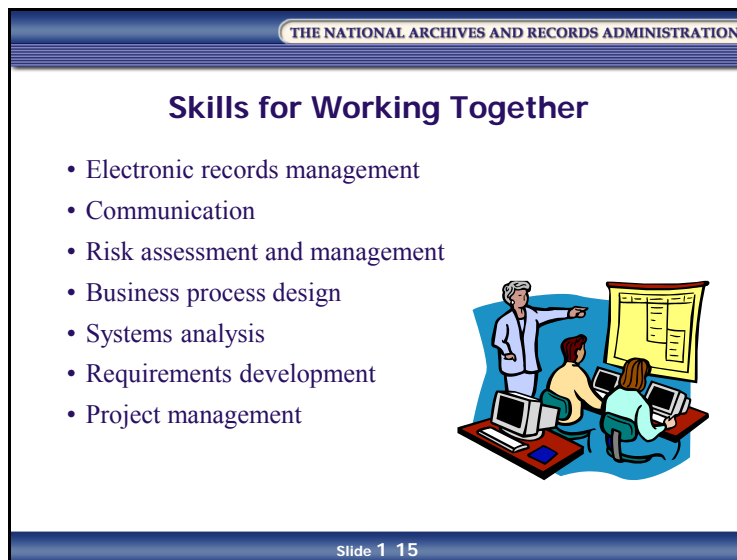 THE NATIONAL ARCHIVES AND RECORDS ADMINISTRATION
Skills for Working Together
• Electronic records management
• Communication
• Risk assessment and management
• Business process design
• Systems analysis
• Requirements development
• Project management
Slide 1 15